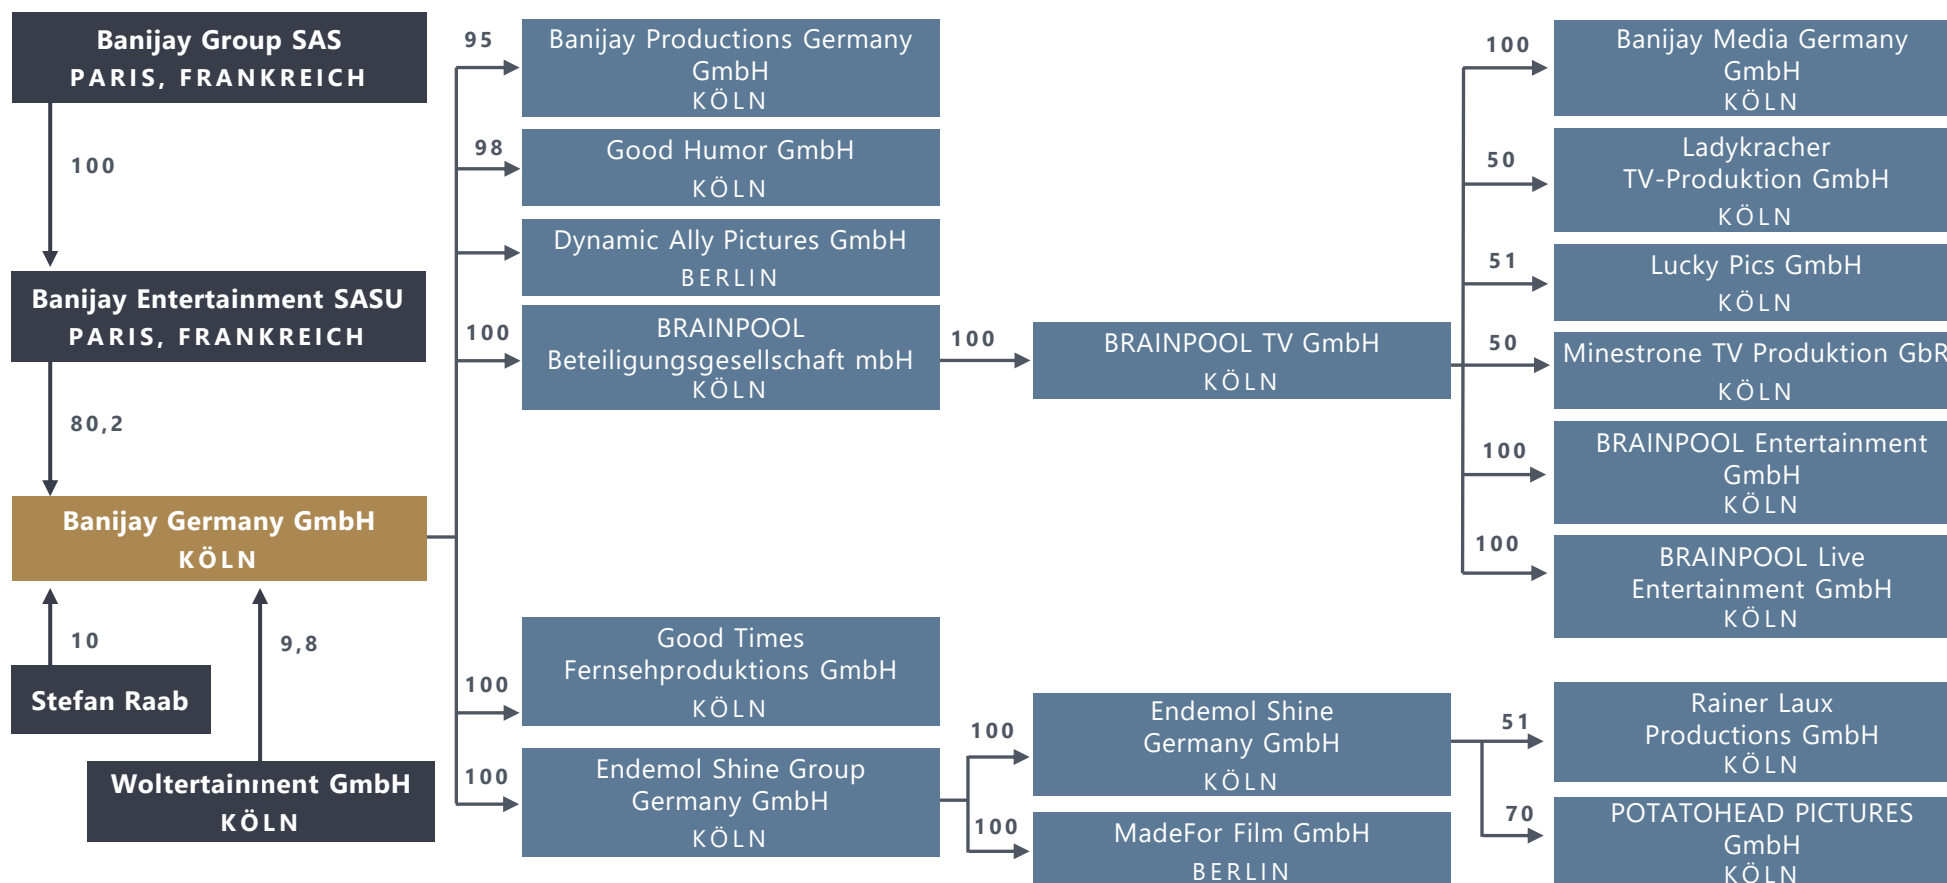 Banijay Group SAS
PARIS, FRANKREICH
100
Banijay Entertainment SASU
PARIS, FRANKREICH
80,2
Banijay Germany GmbH
KÖLN
10
9,8
Stefan Raab
Woltertainment GmbH
KÖLN
95
Banijay Productions Germany
GmbH
KÖLN
98
Good Humor GmbH
KÖLN
Dynamic Ally Pictures GmbH
BERLIN
100
BRAINPOOL
Beteiligungsgesellschaft mbH
KÖLN
100
Good Times
Fernsehproduktions GmbH
KÖLN
100
Endemol Shine Group
Germany GmbH
KÖLN
100
BRAINPOOL TV GmbH
KÖLN
100
Endemol Shine
Germany GmbH
KÖLN
100
MadeFor Film GmbH
BERLIN
100
Banijay Media Germany
GmbH
KÖLN
50
Ladykracher
TV-Produktion GmbH
KÖLN
51
Lucky Pics GmbH
KÖLN
50
Minestrone TV Produktion GbR
KÖLN
100
BRAINPOOL Entertainment
GmbH
KÖLN
100
BRAINPOOL Live
Entertainment GmbH
KÖLN
51
Rainer Laux
Productions GmbH
KÖLN
70
POTATOHEAD PICTURES
GmbH
KÖLN